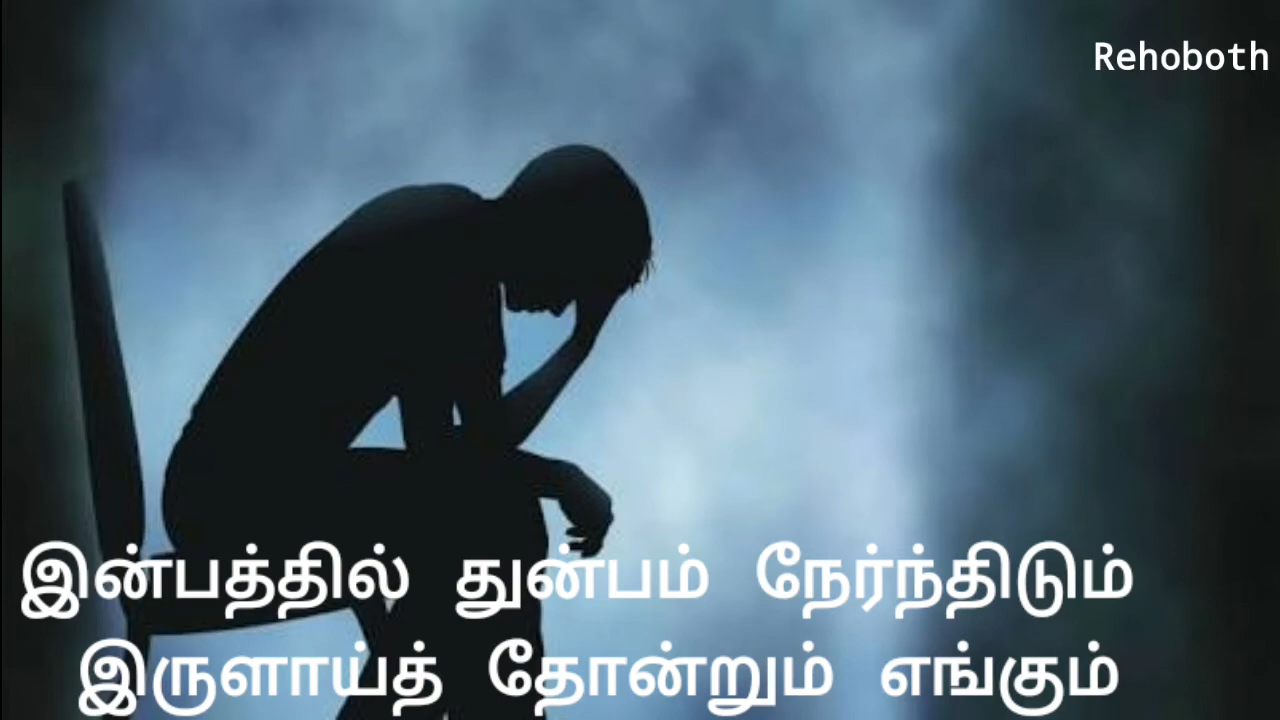 Rehoboth
இன்பத்தில் துன்பம் நேர்ந்திடும்
இருளாய்த் தோன்றும் எங்கும்